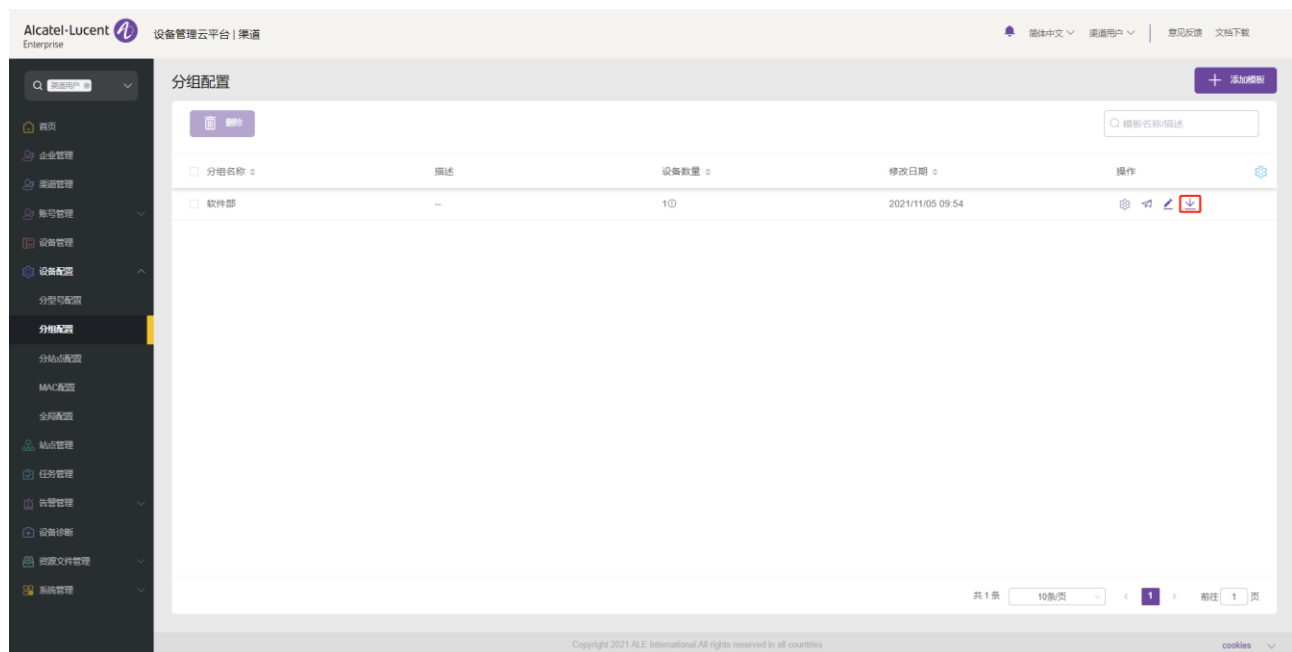 Alcatel·Lucent
Enterprise
设备管理云平台 | 渠道
简体中文
渠道用户
意见反馈
文档下载
渠道用户
首页
企业管理
渠道管理
账号管理
设备管理
设备配置
分型号配置
分组配置
分站点配置
MAC配置
全局配置
站点管理
任务管理
告警管理
设备诊断
资源文件管理
系统管理
分组配置
添加模板
删除
模板名称/描述
分组名称 描述 设备数量 修改日期 操作
软件部 -- 1 2021/11/05 09:54
共 1 条 10条/页 < 1 > 前往 1 页
Copyright 2021 ALE International.All rights reserved in all countries
cookies